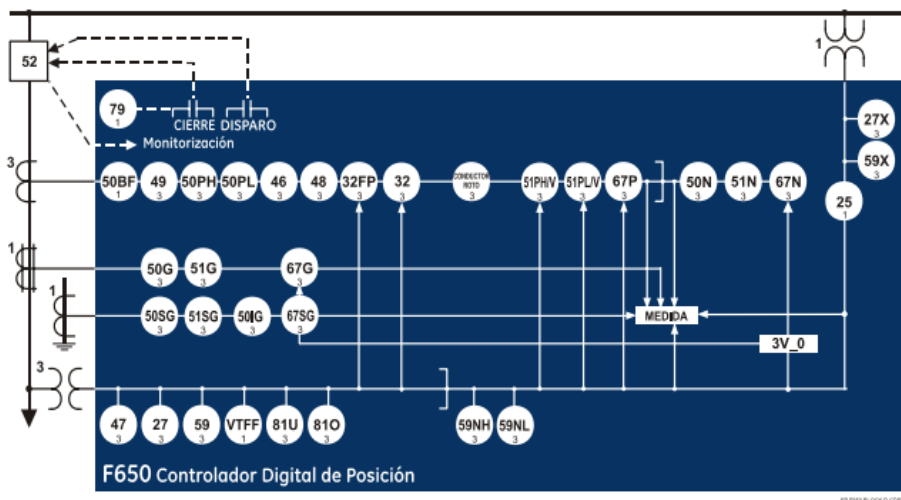 1
52
79
1
CIERRE DISPARO
Monitorización
27X
3
59X
3
3
50BF
1
49
3
50PH
3
50PL
3
46
3
48
3
32FP
3
32
3
CONDUCTOR
ROTO
3
51PH/V
3
51PL/V
3
67P
3
50N
3
51N
3
67N
3
25
1
1
50G
3
51G
3
67G
3
1
50SG
3
51SG
3
50IG
3
67SG
3
MEDIDA
3V_0
3
47
3
27
3
59
3
VTFF
1
81U
3
81O
3
59NH
3
59NL
3
F650 Controlador Digital de Posición